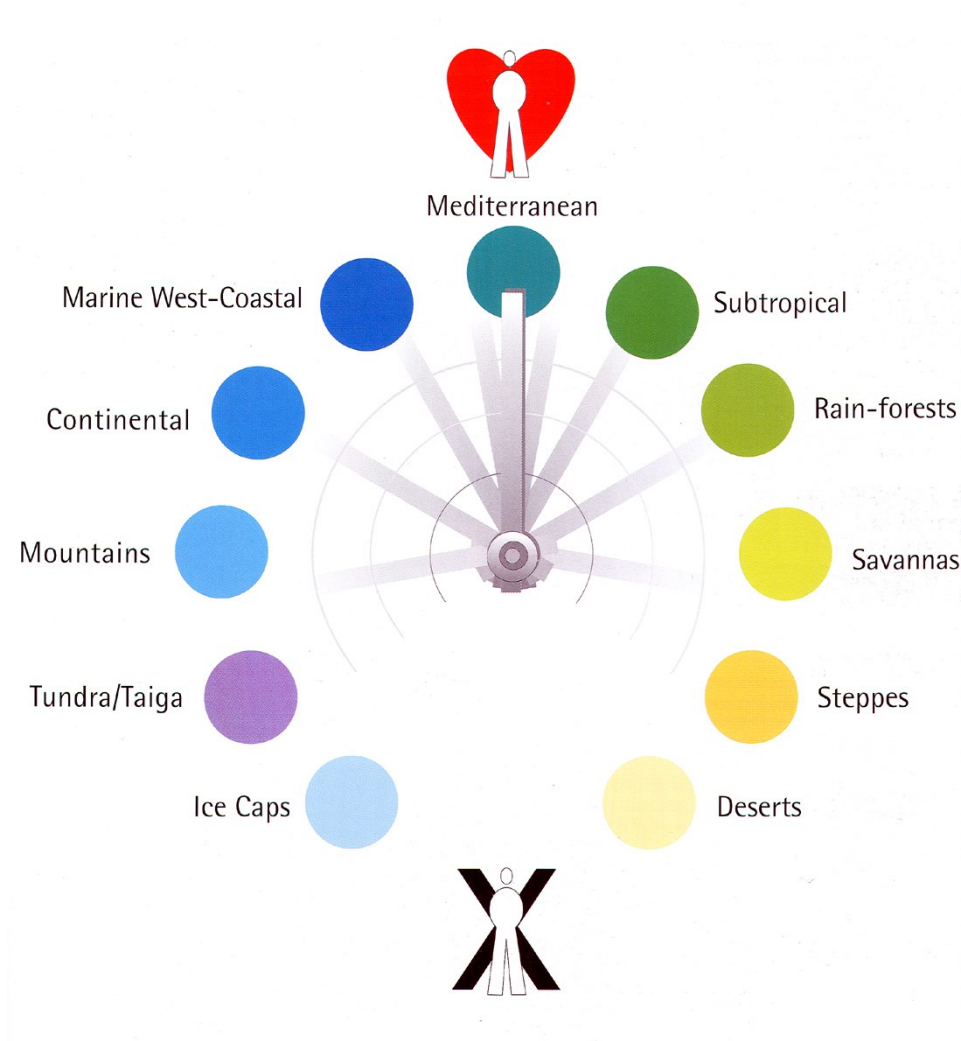 Mediterranean
Marine West-Coastal
Subtropical
Continental
Rain-forests
Mountains
Savannas
Tundra/Taiga
Steppes
Ice Caps
Deserts